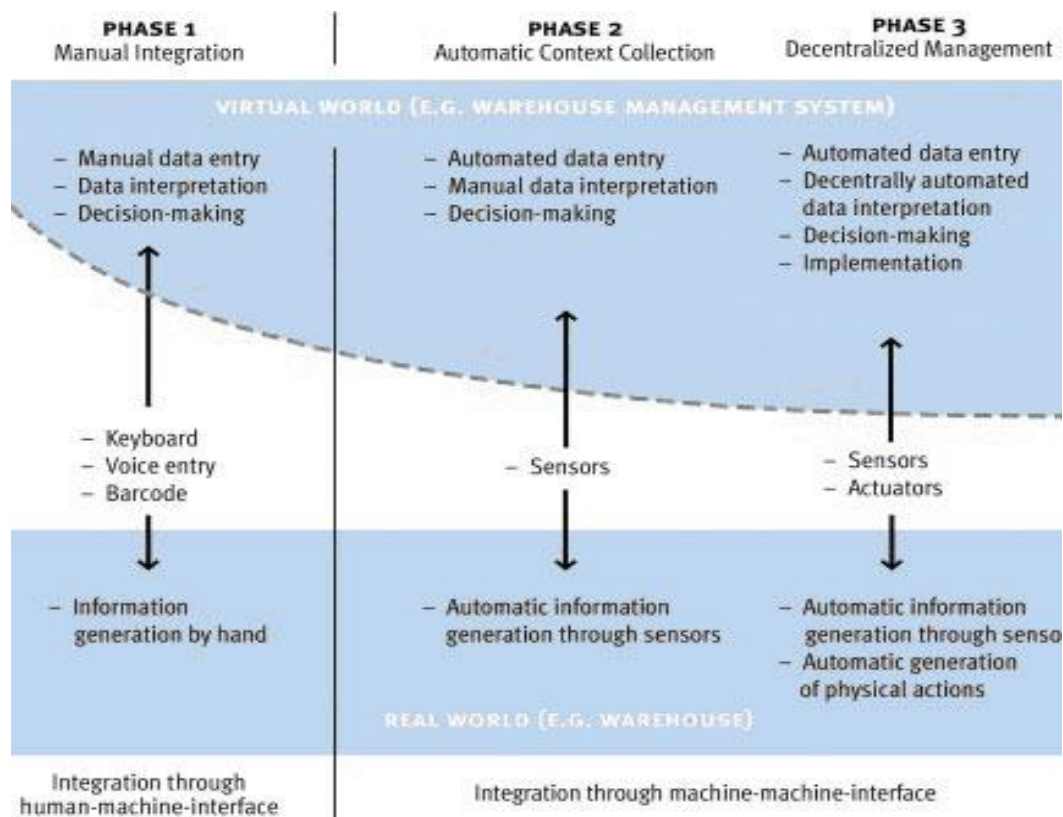 PHASE 1
Manual Integration
PHASE 2
Automatic Context Collection
PHASE 3
Decentralized Management
VIRTUAL WORLD (E.G. WAREHOUSE MANAGEMENT SYSTEM)
– Manual data entry
– Data interpretation
– Decision-making
– Automated data entry
– Manual data interpretation
– Decision-making
– Automated data entry
– Decentrally automated
data interpretation
– Decision-making
– Implementation
– Keyboard
– Voice entry
– Barcode
– Sensors
– Sensors
– Actuators
– Information
generation by hand
– Automatic information
generation through sensors
– Automatic information
generation through senso
– Automatic generation
of physical actions
REAL WORLD (E.G. WAREHOUSE)
Integration through
human-machine-interface
Integration through machine-machine-interface